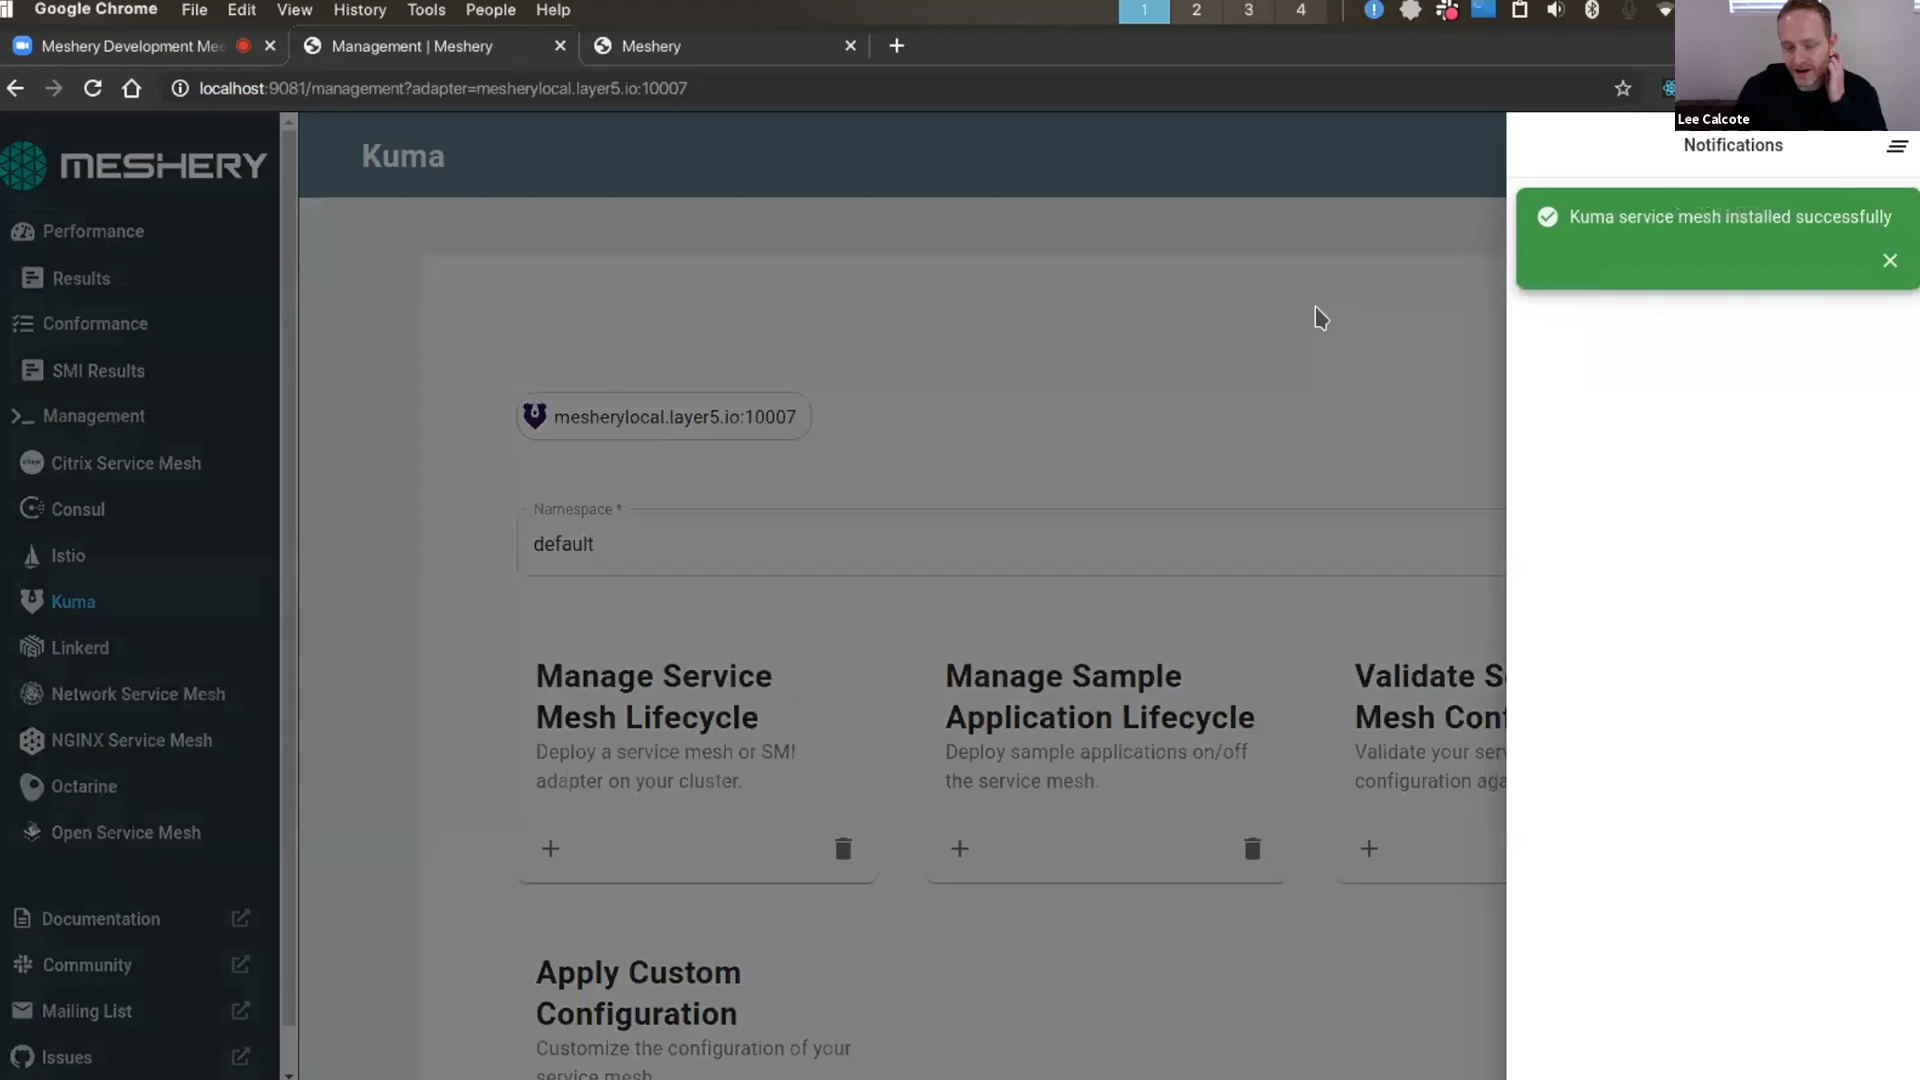 Google Chrome File Edit View History Tools People Help
1 2 3 4
Meshery Development Mee
Management | Meshery
Meshery
localhost:9081/management?adapter=mesherylocal.layer5.io:10007
Lee Calcote
MESHERY
Performance
Results
Conformance
SMI Results
Management
Citrix Service Mesh
Consul
Istio
Kuma
Linkerd
Network Service Mesh
NGINX Service Mesh
Octarine
Open Service Mesh
Documentation
Community
Mailing List
Issues
Kuma
mesherylocal.layer5.io:10007
Namespace *
default
Manage Service
Mesh Lifecycle
Deploy a service mesh or SMI
adapter on your cluster.
Manage Sample
Application Lifecycle
Deploy sample applications on/off
the service mesh.
Validate S
Mesh Con
Validate your serv
configuration aga
Apply Custom
Configuration
Customize the configuration of your
service mesh
Notifications
Kuma service mesh installed successfully